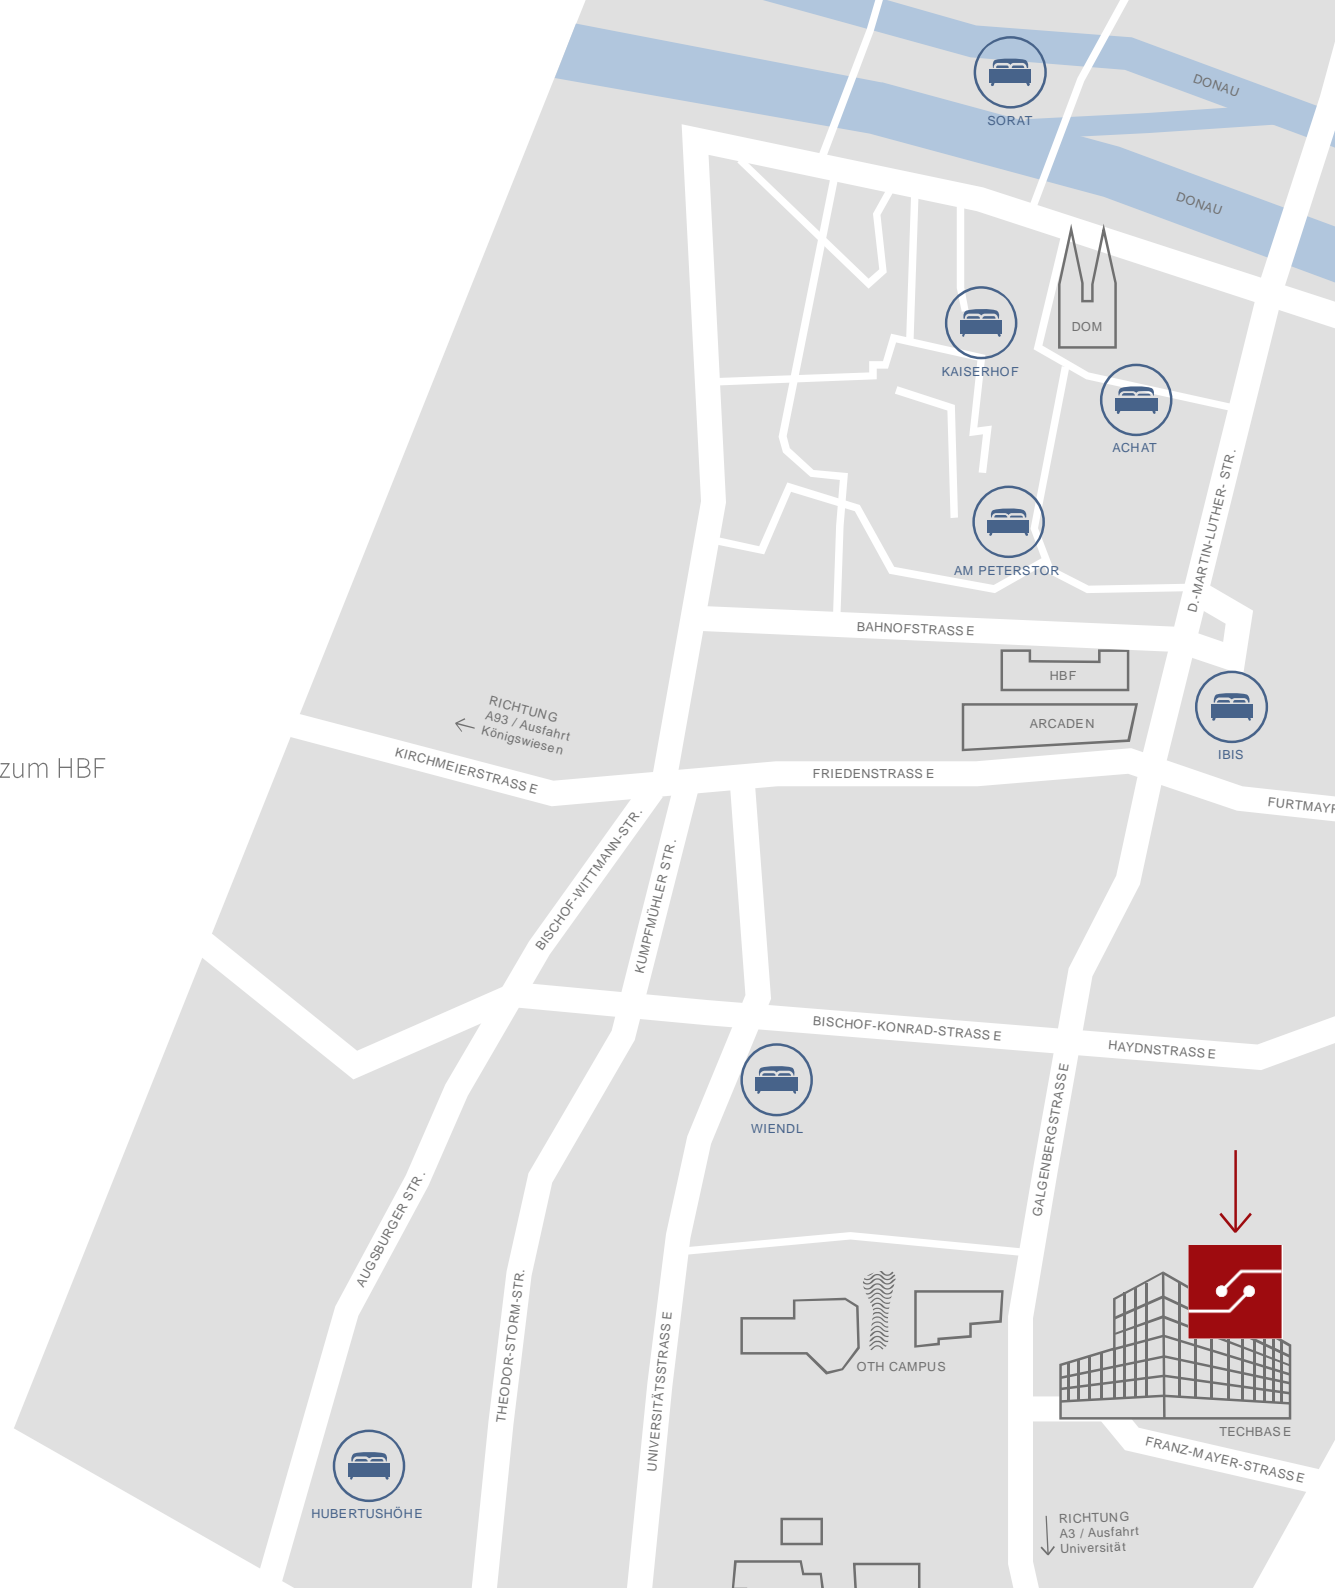 DONAU
SORAT
DONAU
DOM
KAISERHOF
ACHAT
D.-MARTIN-LUTHER- STR.
AM PETERSTOR
BAHNOFSTRASSE
HBF
RICHTUNG
A93 / Ausfahrt
Königswiesen
ARCADEN
IBIS
KIRCHMEIERSTRASSE
zum HBF
FRIEDENSTRASSE
FURTMAYR
BISCHOF-WITTMANN-STR.
KUMPFMÜHLER STR.
BISCHOF-KONRAD-STRASSE
HAYDNSTRASSE
WIENDL
GALGENBERGSTRASSE
AUGSBURGER STR.
THEODOR-STORM-STR.
UNIVERSITÄTSSTRASSE
OTH CAMPUS
TECHBASE
FRANZ-MAYER-STRASSE
HUBERTUSHÖHE
RICHTUNG
A3 / Ausfahrt
Universität